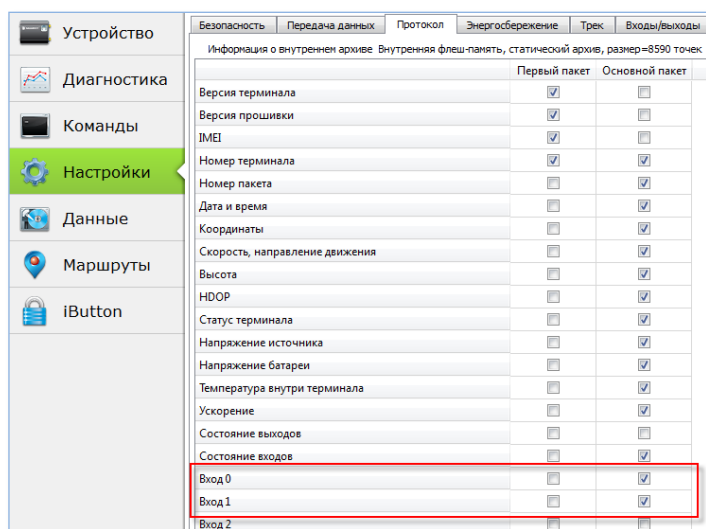 Устройство
Диагностика
Команды
Настройки
Данные
Маршруты
iButton
Безопасность Передача данных Протокол Энергосбережение Трек Входы/выходы
Информация о внутреннем архиве Внутренняя флеш-память, статический архив, размер=8590 точек
Первый пакет Основной пакет
Версия терминала
Версия прошивки
IMEI
Номер терминала
Номер пакета
Дата и время
Координаты
Скорость, направление движения
Высота
HDOP
Статус терминала
Напряжение источника
Напряжение батареи
Температура внутри терминала
Ускорение
Состояние выходов
Состояние входов
Вход 0
Вход 1
Вход 2